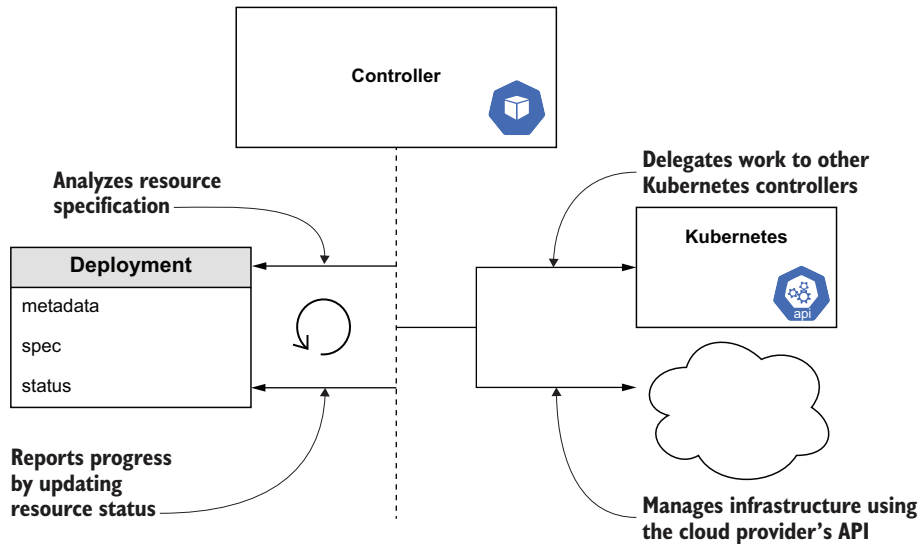 Controller
Analyzes resource
specification
Delegates work to other
Kubernetes controllers
Deployment
metadata
spec
status
Kubernetes
api
Reports progress
by updating
resource status
Manages infrastructure using
the cloud provider's API